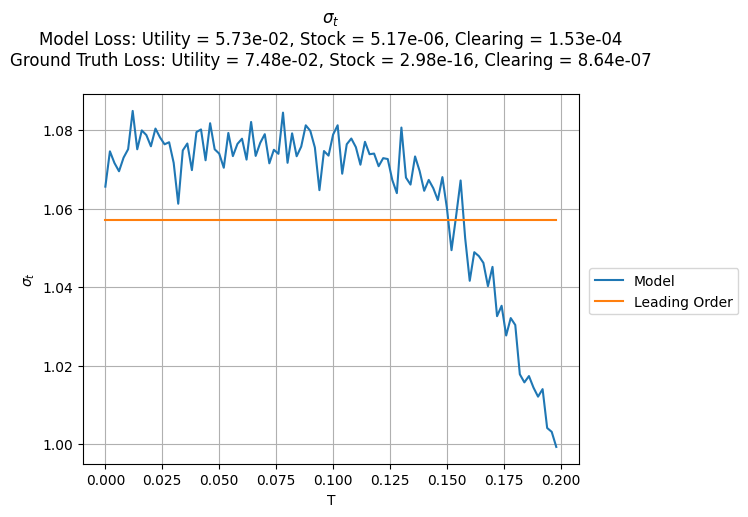 σt
Model Loss: Utility = 5.73e-02, Stock = 5.17e-06, Clearing = 1.53e-04
Ground Truth Loss: Utility = 7.48e-02, Stock = 2.98e-16, Clearing = 8.64e-07
1.08
1.06
1.04
1.02
1.00
σt
0.000 0.025 0.050 0.075 0.100 0.125 0.150 0.175 0.200
T
Model
Leading Order